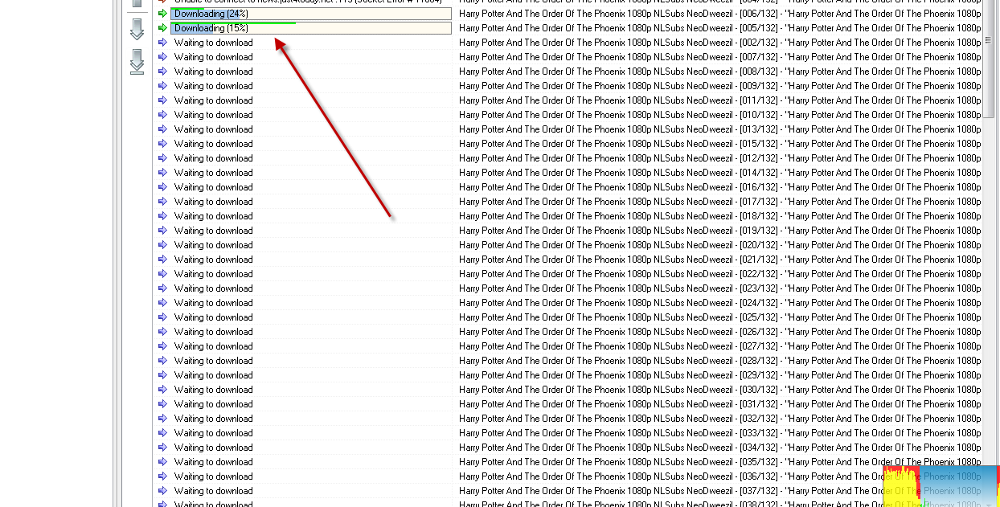 Unable to connect to news.just4today.net :119 (Socket Error # 11004)
Downloading (24%) Harry Potter And The Order Of The Phoenix 1080p NLSubs NeoDweezil - [006/132] - "Harry Potter And The Order Of The Phoenix 1080p
Downloading (15%) Harry Potter And The Order Of The Phoenix 1080p NLSubs NeoDweezil - [005/132] - "Harry Potter And The Order Of The Phoenix 1080p
Waiting to download Harry Potter And The Order Of The Phoenix 1080p NLSubs NeoDweezil - [002/132] - "Harry Potter And The Order Of The Phoenix 1080p
Waiting to download Harry Potter And The Order Of The Phoenix 1080p NLSubs NeoDweezil - [007/132] - "Harry Potter And The Order Of The Phoenix 1080p
Waiting to download Harry Potter And The Order Of The Phoenix 1080p NLSubs NeoDweezil - [008/132] - "Harry Potter And The Order Of The Phoenix 1080p
Waiting to download Harry Potter And The Order Of The Phoenix 1080p NLSubs NeoDweezil - [009/132] - "Harry Potter And The Order Of The Phoenix 1080p
Waiting to download Harry Potter And The Order Of The Phoenix 1080p NLSubs NeoDweezil - [011/132] - "Harry Potter And The Order Of The Phoenix 1080p
Waiting to download Harry Potter And The Order Of The Phoenix 1080p NLSubs NeoDweezil - [010/132] - "Harry Potter And The Order Of The Phoenix 1080p
Waiting to download Harry Potter And The Order Of The Phoenix 1080p NLSubs NeoDweezil - [013/132] - "Harry Potter And The Order Of The Phoenix 1080p
Waiting to download Harry Potter And The Order Of The Phoenix 1080p NLSubs NeoDweezil - [015/132] - "Harry Potter And The Order Of The Phoenix 1080p
Waiting to download Harry Potter And The Order Of The Phoenix 1080p NLSubs NeoDweezil - [012/132] - "Harry Potter And The Order Of The Phoenix 1080p
Waiting to download Harry Potter And The Order Of The Phoenix 1080p NLSubs NeoDweezil - [014/132] - "Harry Potter And The Order Of The Phoenix 1080p
Waiting to download Harry Potter And The Order Of The Phoenix 1080p NLSubs NeoDweezil - [016/132] - "Harry Potter And The Order Of The Phoenix 1080p
Waiting to download Harry Potter And The Order Of The Phoenix 1080p NLSubs NeoDweezil - [017/132] - "Harry Potter And The Order Of The Phoenix 1080p
Waiting to download Harry Potter And The Order Of The Phoenix 1080p NLSubs NeoDweezil - [018/132] - "Harry Potter And The Order Of The Phoenix 1080p
Waiting to download Harry Potter And The Order Of The Phoenix 1080p NLSubs NeoDweezil - [019/132] - "Harry Potter And The Order Of The Phoenix 1080p
Waiting to download Harry Potter And The Order Of The Phoenix 1080p NLSubs NeoDweezil - [020/132] - "Harry Potter And The Order Of The Phoenix 1080p
Waiting to download Harry Potter And The Order Of The Phoenix 1080p NLSubs NeoDweezil - [021/132] - "Harry Potter And The Order Of The Phoenix 1080p
Waiting to download Harry Potter And The Order Of The Phoenix 1080p NLSubs NeoDweezil - [022/132] - "Harry Potter And The Order Of The Phoenix 1080p
Waiting to download Harry Potter And The Order Of The Phoenix 1080p NLSubs NeoDweezil - [023/132] - "Harry Potter And The Order Of The Phoenix 1080p
Waiting to download Harry Potter And The Order Of The Phoenix 1080p NLSubs NeoDweezil - [024/132] - "Harry Potter And The Order Of The Phoenix 1080p
Waiting to download Harry Potter And The Order Of The Phoenix 1080p NLSubs NeoDweezil - [025/132] - "Harry Potter And The Order Of The Phoenix 1080p
Waiting to download Harry Potter And The Order Of The Phoenix 1080p NLSubs NeoDweezil - [026/132] - "Harry Potter And The Order Of The Phoenix 1080p
Waiting to download Harry Potter And The Order Of The Phoenix 1080p NLSubs NeoDweezil - [027/132] - "Harry Potter And The Order Of The Phoenix 1080p
Waiting to download Harry Potter And The Order Of The Phoenix 1080p NLSubs NeoDweezil - [028/132] - "Harry Potter And The Order Of The Phoenix 1080p
Waiting to download Harry Potter And The Order Of The Phoenix 1080p NLSubs NeoDweezil - [029/132] - "Harry Potter And The Order Of The Phoenix 1080p
Waiting to download Harry Potter And The Order Of The Phoenix 1080p NLSubs NeoDweezil - [030/132] - "Harry Potter And The Order Of The Phoenix 1080p
Waiting to download Harry Potter And The Order Of The Phoenix 1080p NLSubs NeoDweezil - [031/132] - "Harry Potter And The Order Of The Phoenix 1080p
Waiting to download Harry Potter And The Order Of The Phoenix 1080p NLSubs NeoDweezil - [032/132] - "Harry Potter And The Order Of The Phoenix 1080p
Waiting to download Harry Potter And The Order Of The Phoenix 1080p NLSubs NeoDweezil - [033/132] - "Harry Potter And The Order Of The Phoenix 1080p
Waiting to download Harry Potter And The Order Of The Phoenix 1080p NLSubs NeoDweezil - [034/132] - "Harry Potter And The Order Of The Phoenix 1080p
Waiting to download Harry Potter And The Order Of The Phoenix 1080p NLSubs NeoDweezil - [035/132] - "Harry Potter And The Order Of The Phoenix 1080p
Waiting to download Harry Potter And The Order Of The Phoenix 1080p NLSubs NeoDweezil - [036/132] - "Harry Potter And The Order Of The Phoenix 1080p
Waiting to download Harry Potter And The Order Of The Phoenix 1080p NLSubs NeoDweezil - [037/132] - "Harry Potter And The Order Of The Phoenix 1080p
Waiting to download Harry Potter And The Order Of The Phoenix 1080p NLSubs NeoDweezil - [038/132] - "Harry Potter And The Order Of The Phoenix 1080p